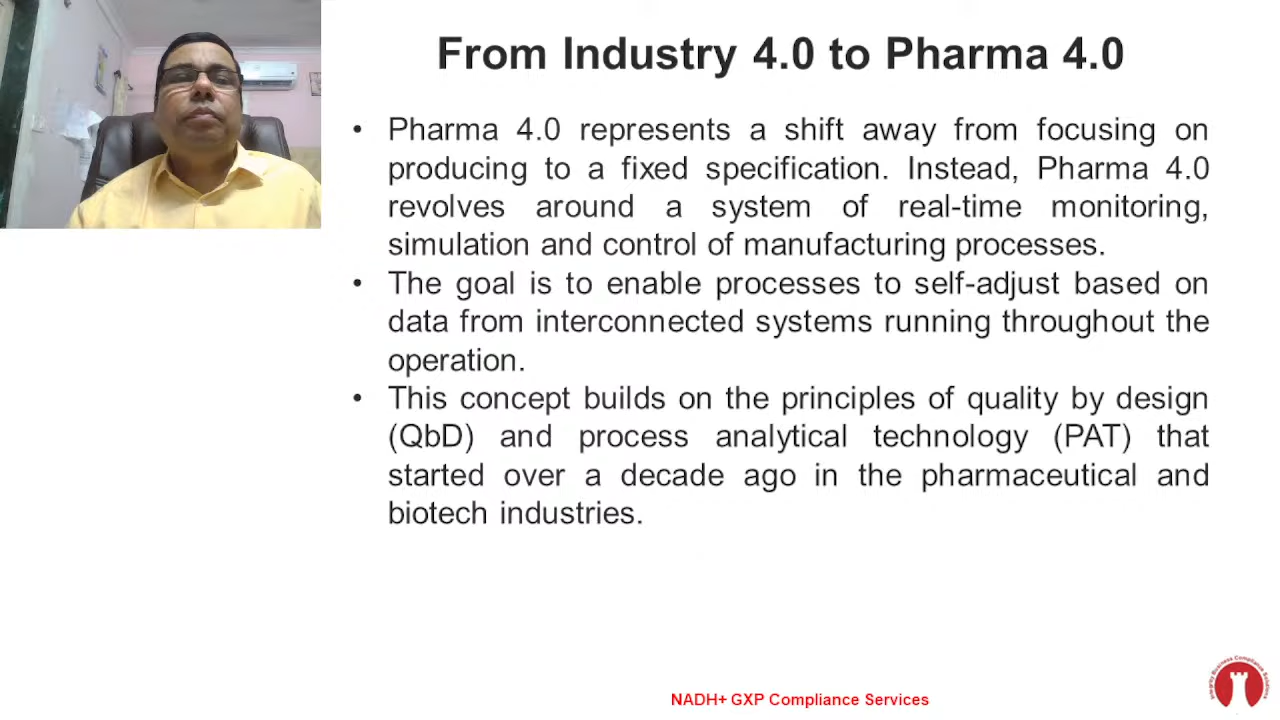 From Industry 4.0 to Pharma 4.0
• Pharma 4.0 represents a shift away from focusing on
producing to a fixed specification. Instead, Pharma 4.0
revolves around a system of real-time monitoring,
simulation and control of manufacturing processes.
• The goal is to enable processes to self-adjust based on
data from interconnected systems running throughout the
operation.
• This concept builds on the principles of quality by design
(QbD) and process analytical technology (PAT) that
started over a decade ago in the pharmaceutical and
biotech industries.
NADH+ GXP Compliance Services
Integrity Business Compliance Solutions